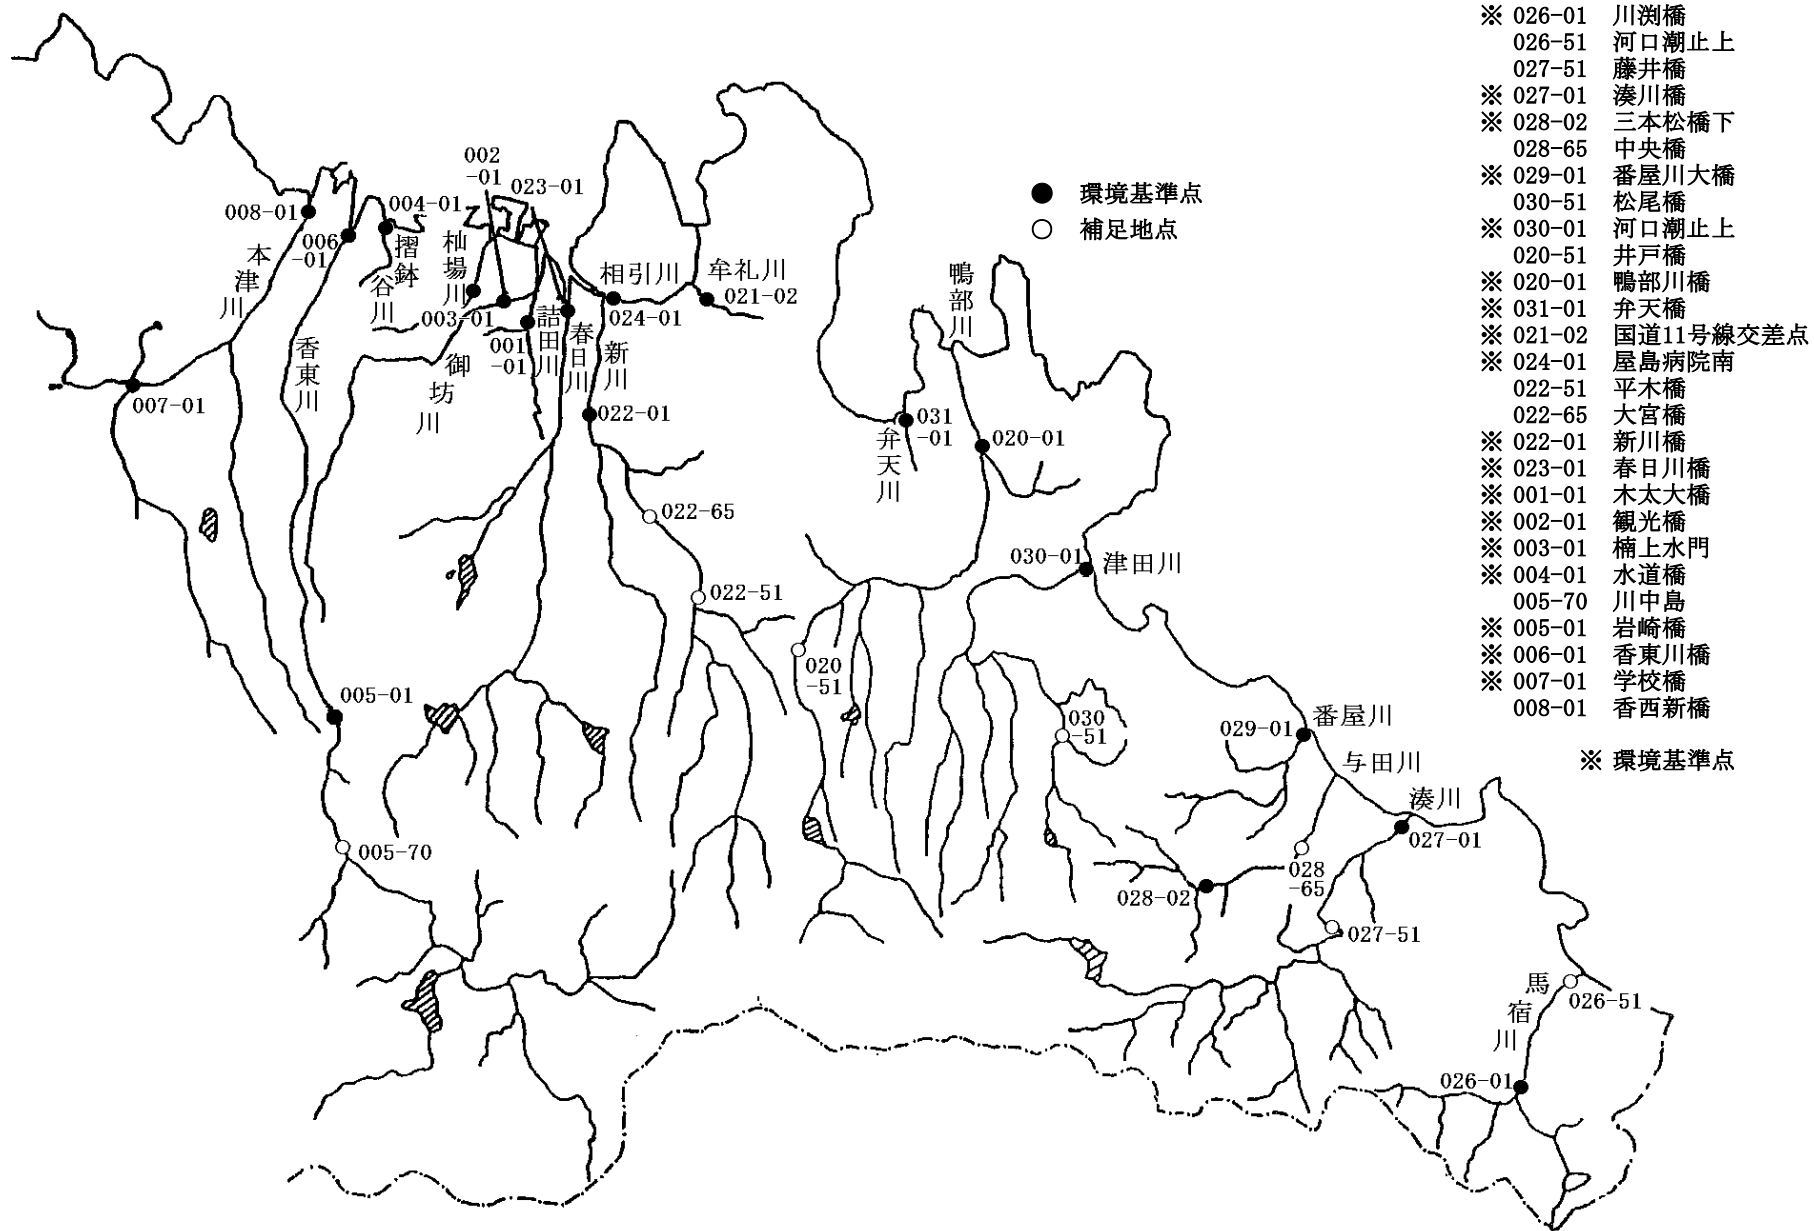 ※ 026-01 川渕橋
026-51 河口潮止上
027-51 藤井橋
※ 027-01 湊川橋
※ 028-02 三本松橋下
028-65 中央橋
※ 029-01 番屋川大橋
030-51 松尾橋
※ 030-01 河口潮止上
020-51 井戸橋
※ 020-01 鴨部川橋
※ 031-01 弁天橋
※ 021-02 国道11号線交差点
※ 024-01 屋島病院南
022-51 平木橋
022-65 大宮橋
※ 022-01 新川橋
※ 023-01 春日川橋
※ 001-01 木太大橋
※ 002-01 観光橋
※ 003-01 楠上水門
※ 004-01 水道橋
005-70 川中島
※ 005-01 岩崎橋
※ 006-01 香東川橋
※ 007-01 学校橋
008-01 香西新橋
※ 環境基準点
● 環境基準点
○ 補足地点
002
-01
023-01
008-01
004-01
006
-01
本津川
摺鉢谷川
杣場川
003-01
001
-01
詰田川
春日川
相引川
024-01
牟礼川
021-02
新川
香東川
御坊川
007-01
022-01
鴨部川
031
-01
弁天川
020-01
022-65
022-51
030-01
津田川
020
-51
005-01
030
-51
029-01
番屋川
与田川
湊川
027-01
005-70
028
-65
028-02
027-51
馬宿川
026-51
026-01